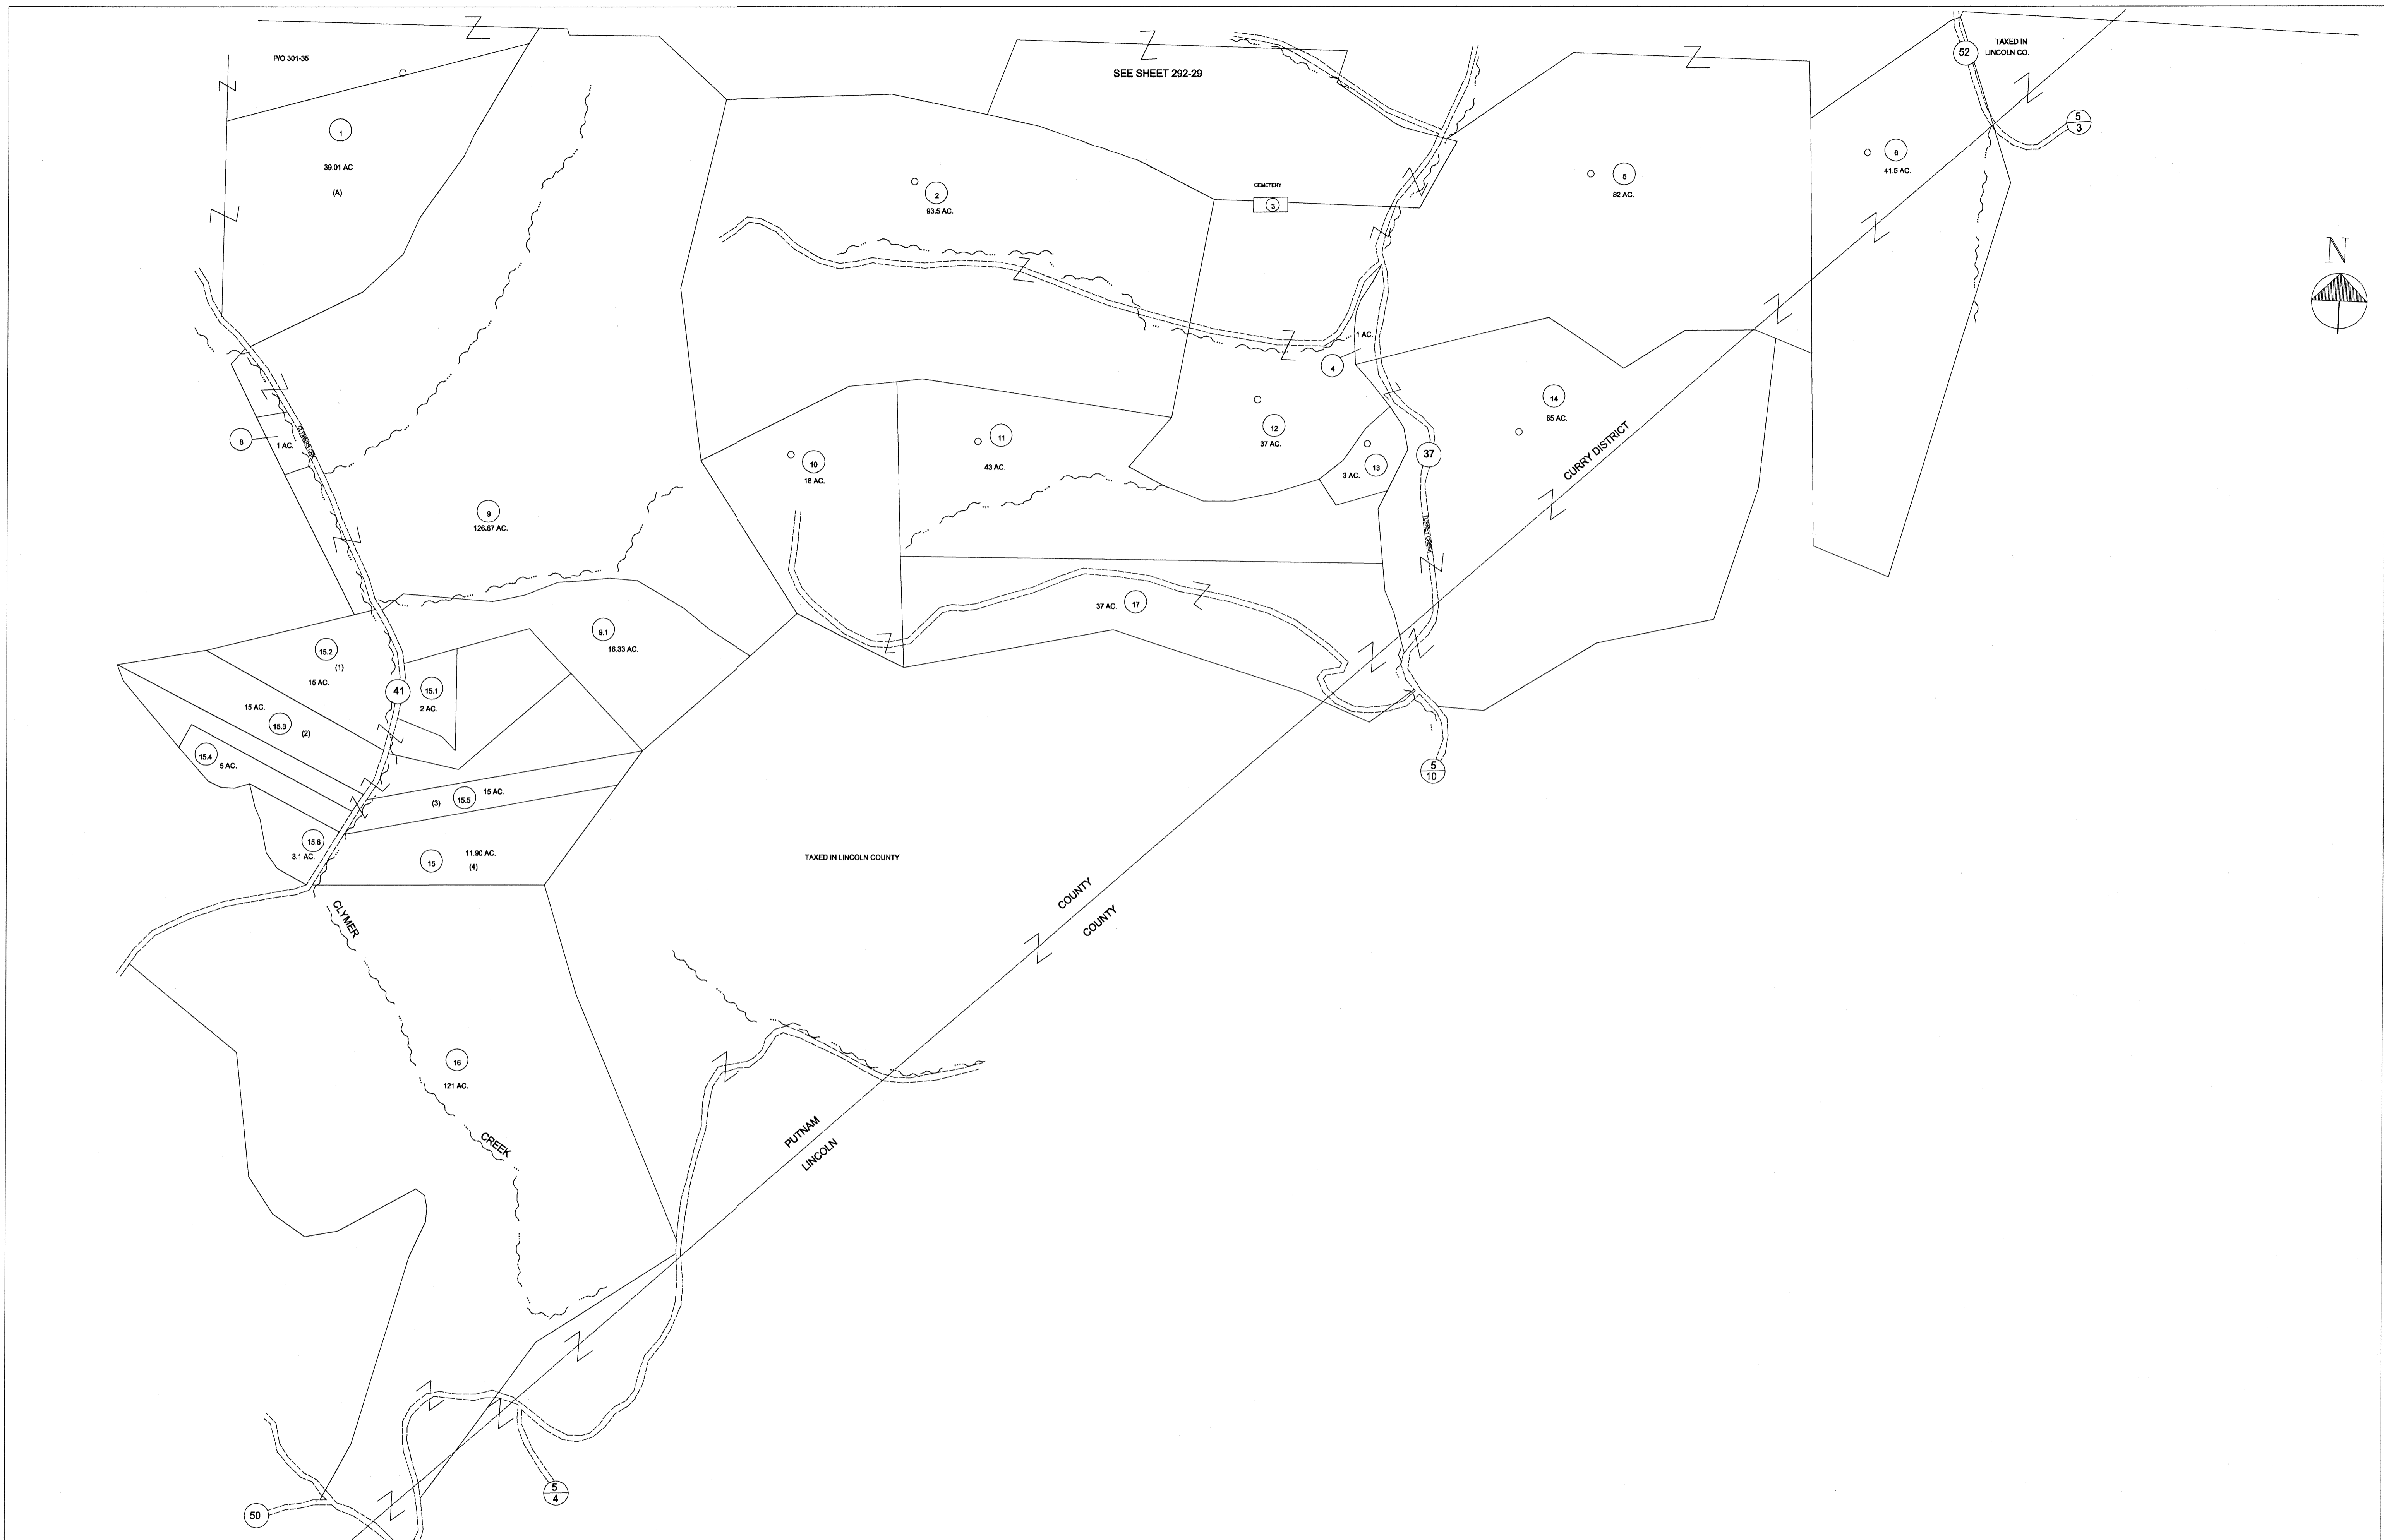 52
TAXED IN
LINCOLN CO.
P/O 301-35
SEE SHEET 292-29
5
3
1
39.01 AC
(A)
2
93.5 AC.
CEMETERY
3
5
82 AC.
6
41.5 AC.
N
1 AC.
4
8
1 AC.
14
65 AC.
12
37 AC.
11
43 AC.
10
18 AC.
13
3 AC.
37
CURRY DISTRICT
9
126.67 AC.
37 AC.
17
9.1
16.33 AC.
15.2
(1)
15 AC.
41
15.1
2 AC.
15 AC.
15.3
(2)
15.4
5 AC.
5
10
15 AC.
(3)
15.5
15.6
3.1 AC.
11.90 AC.
15
(4)
TAXED IN LINCOLN COUNTY
COUNTY
COUNTY
CLYMER
16
121 AC.
CREEK
PUTNAM
LINCOLN
5
4
50